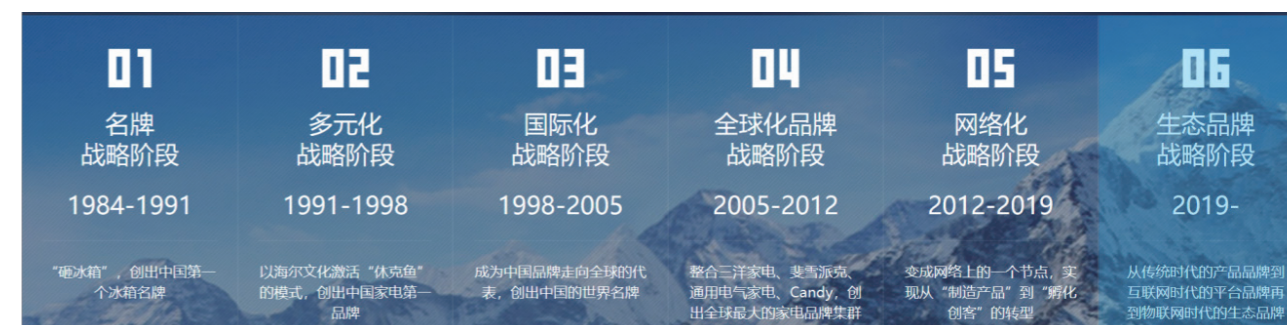 01
名牌
战略阶段
1984-1991
“砸冰箱”，创出中国第一
个冰箱名牌
02
多元化
战略阶段
1991-1998
以海尔文化激活“休克鱼”
的模式，创出中国家电第一
品牌
03
国际化
战略阶段
1998-2005
成为中国品牌走向全球的代
表，创出中国的世界名牌
04
全球化品牌
战略阶段
2005-2012
整合三洋家电、斐雪派克、
通用电气家电、Candy，创
出全球最大的家电品牌集群
05
网络化
战略阶段
2012-2019
变成网络上的一个节点，实
现从“制造产品”到“孵化
创客”的转型
06
生态品牌
战略阶段
2019-
从传统时代的产品品牌到
互联网时代的平台品牌再
到物联网时代的生态品牌